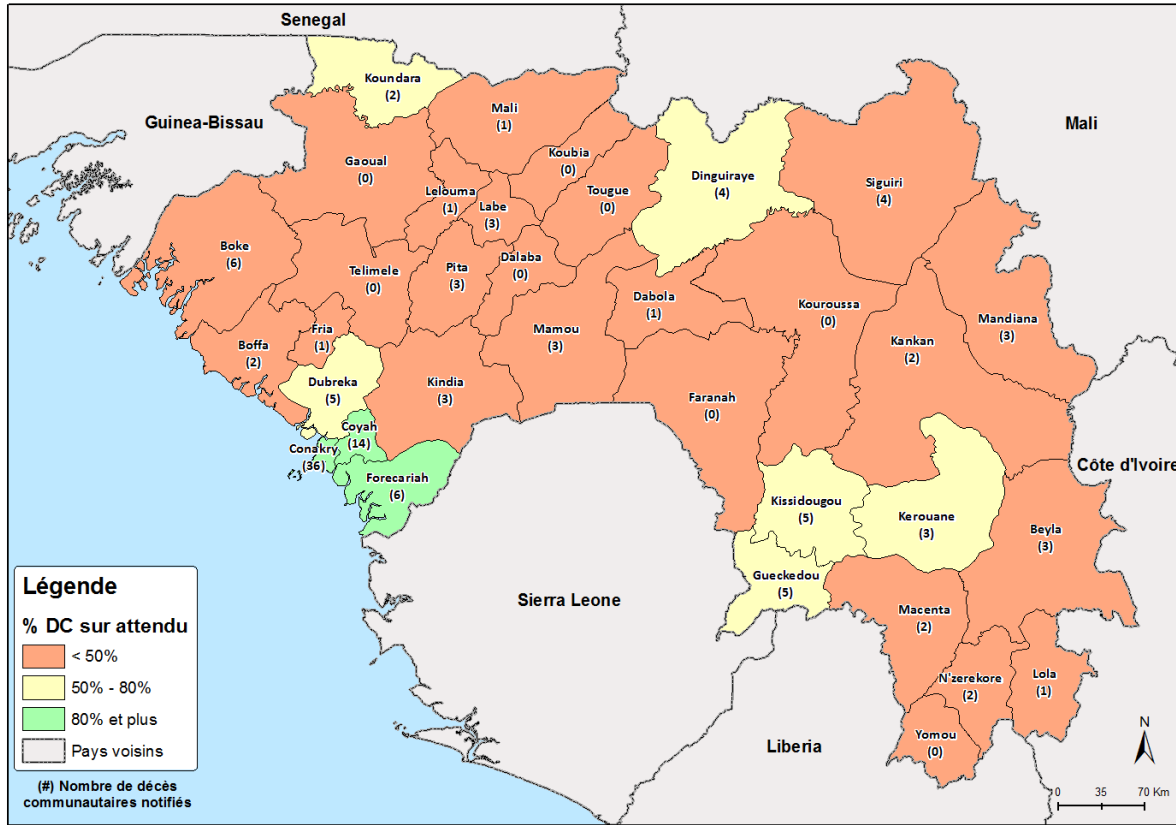 Senegal
Koundara
(2)
Mali
(1)
Guinea-Bissau
Mali
Koubia
(0)
Gaoual
(0)
Dinguiraye
(4)
Siguiri
(4)
Lelouma
(1)
Labe
(3)
Tougue
(0)
Boke
(6)
Telimele
(0)
Pita
(3)
Dalaba
(0)
Dabola
(1)
Kouroussa
(0)
Mandiana
(3)
Boffa
(2)
Fria
(1)
Mamou
(3)
Kankan
(2)
Dubreka
(5)
Kindia
(3)
Faranah
(0)
Coyah
(14)
Conakry
(36)
Forecariah
(6)
Côte d'Ivoire
Kissidougou
(5)
Kerouane
(3)
Beyla
(3)
Gueckedou
(5)
Sierra Leone
Macenta
(2)
N'zerekore
(2)
Lola
(1)
Yomou
(0)
Liberia
Légende
% DC sur attendu
< 50%
50% - 80%
80% et plus
Pays voisins
(#) Nombre de décès
communautaires notifiés
N
0 35 70 Km